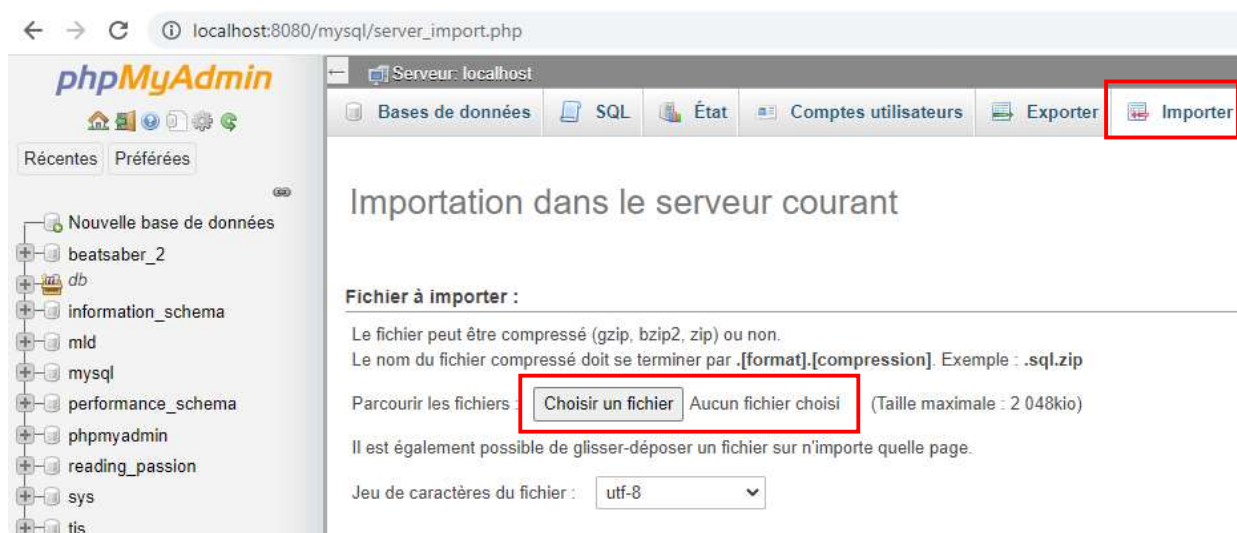 localhost:8080/mysql/server_import.php
phpMyAdmin
Récentes Préférées
Nouvelle base de données
beatsaber_2
db
information_schema
mld
mysql
performance_schema
phpmyadmin
reading_passion
sys
tis
Serveur: localhost
Bases de données SQL État Comptes utilisateurs Exporter Importer
Importation dans le serveur courant
Fichier à importer :
Le fichier peut être compressé (gzip, bzip2, zip) ou non.
Le nom du fichier compressé doit se terminer par .[format].[compression]. Exemple : .sql.zip
Parcourir les fichiers : Choisir un fichier Aucun fichier choisi (Taille maximale : 2 048kio)
Il est également possible de glisser-déposer un fichier sur n'importe quelle page.
Jeu de caractères du fichier : utf-8